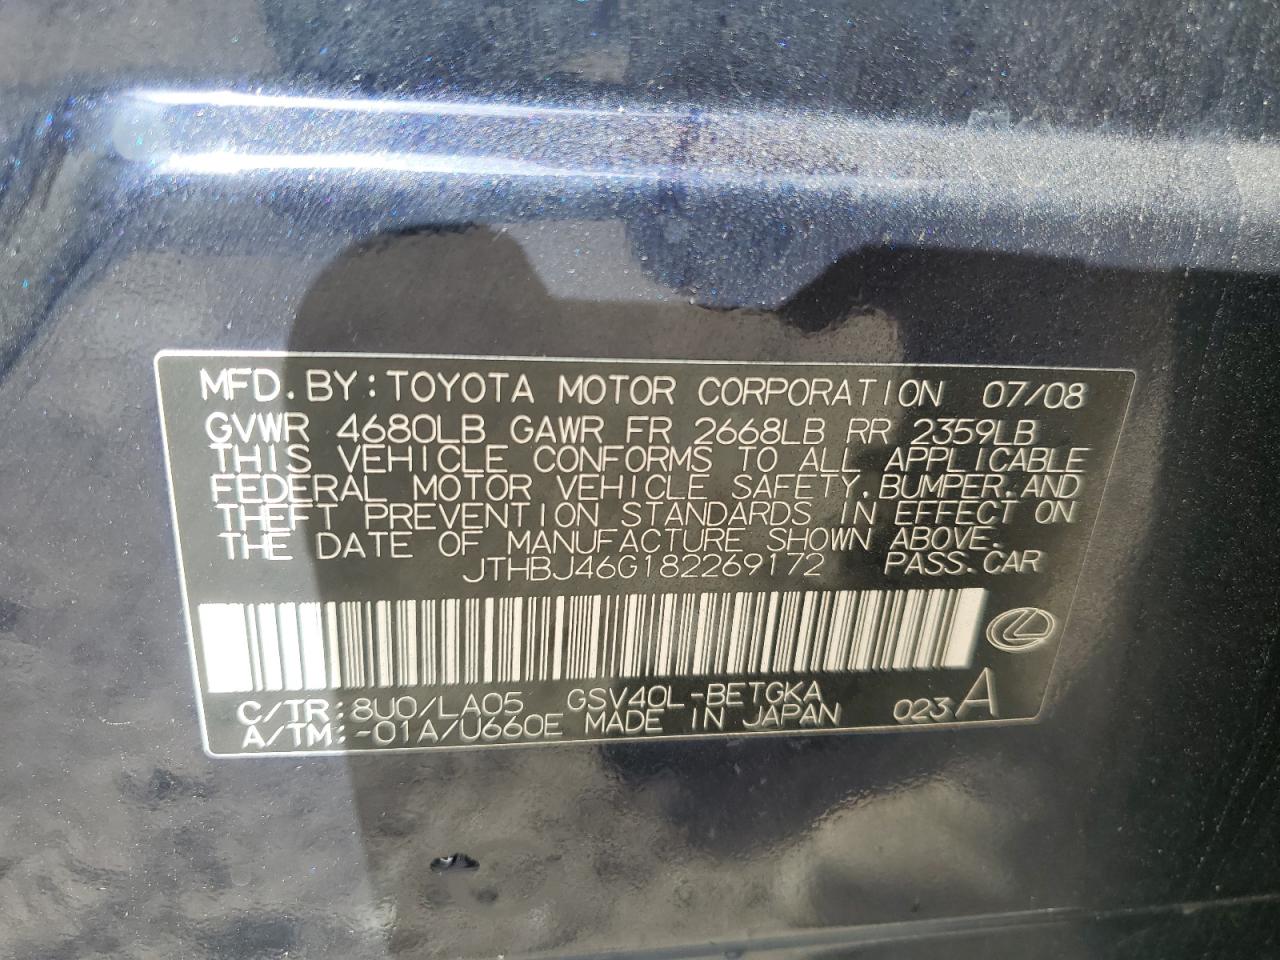 MFD. BY: TOYOTA MOTOR CORPORATION 07/08
GVWR 4680LB GAWR FR 2668LB RR 2359LB
THIS VEHICLE CONFORMS TO ALL APPLICABLE
FEDERAL MOTOR VEHICLE SAFETY, BUMPER, AND
THEFT PREVENTION STANDARDS IN EFFECT ON
THE DATE OF MANUFACTURE SHOWN ABOVE.
JTHBJ46G182269172 PASS. CAR
C/TR: 8U0/LA05 GSV40L-BETGKA
A/TM: -01A/U660E MADE IN JAPAN 023A